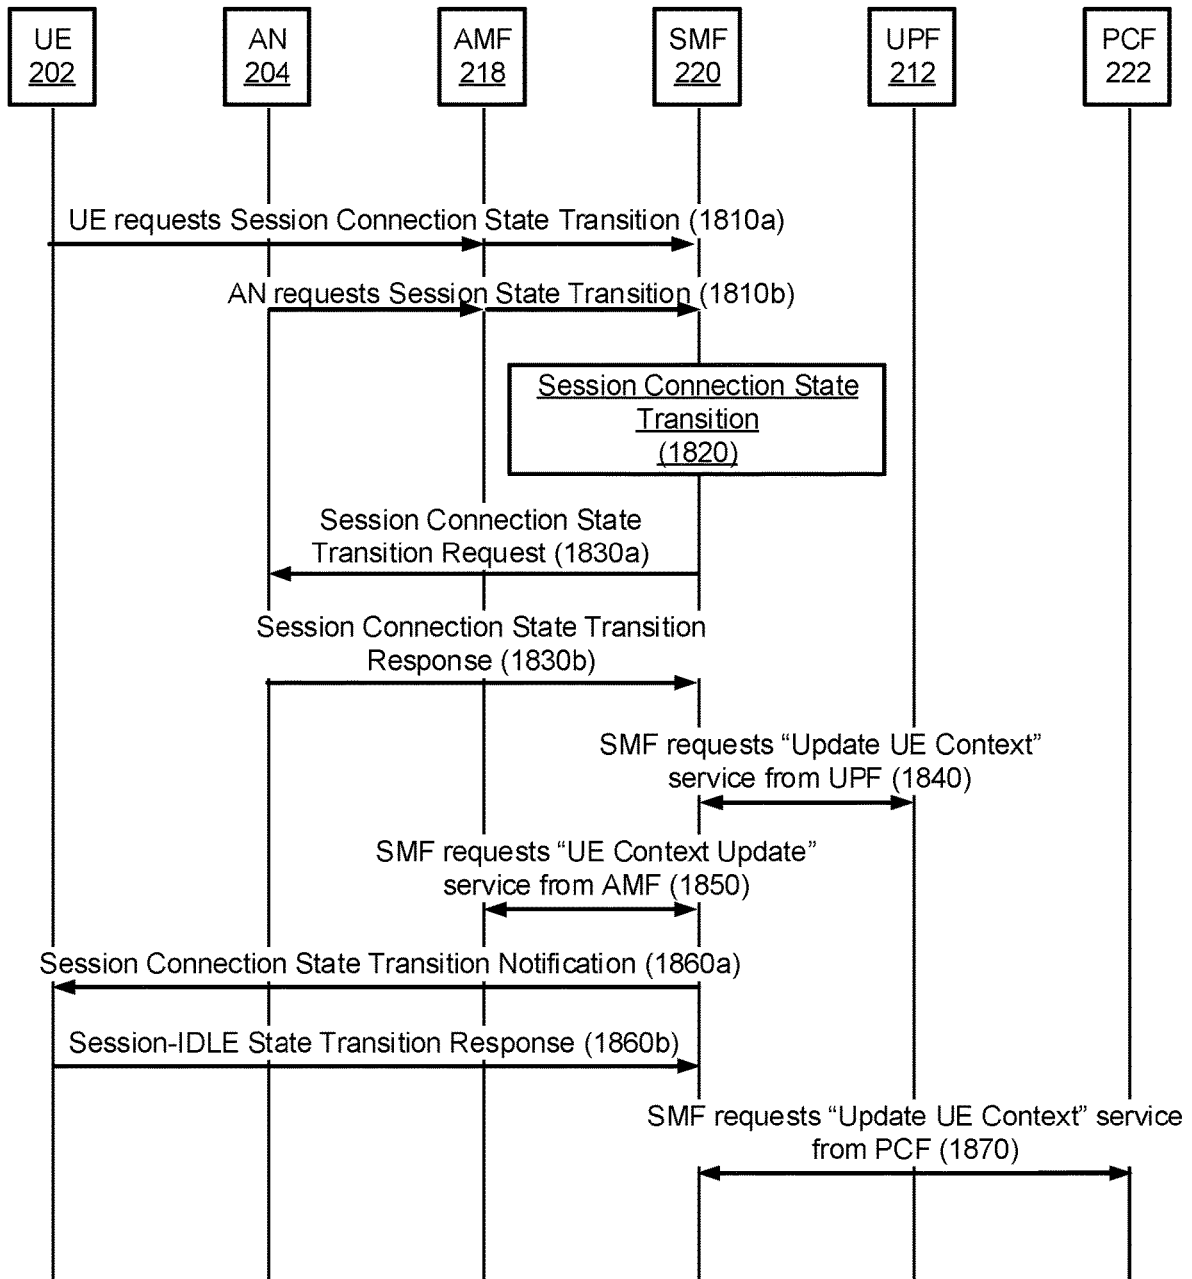 UE
202
AN
204
AMF
218
SMF
220
UPF
212
PCF
222
UE requests Session Connection State Transition (1810a)
AN requests Session State Transition (1810b)
Session Connection State
Transition
(1820)
Session Connection State
Transition Request (1830a)
Session Connection State Transition
Response (1830b)
SMF requests “Update UE Context”
service from UPF (1840)
SMF requests “UE Context Update”
service from AMF (1850)
Session Connection State Transition Notification (1860a)
Session-IDLE State Transition Response (1860b)
SMF requests “Update UE Context” service
from PCF (1870)